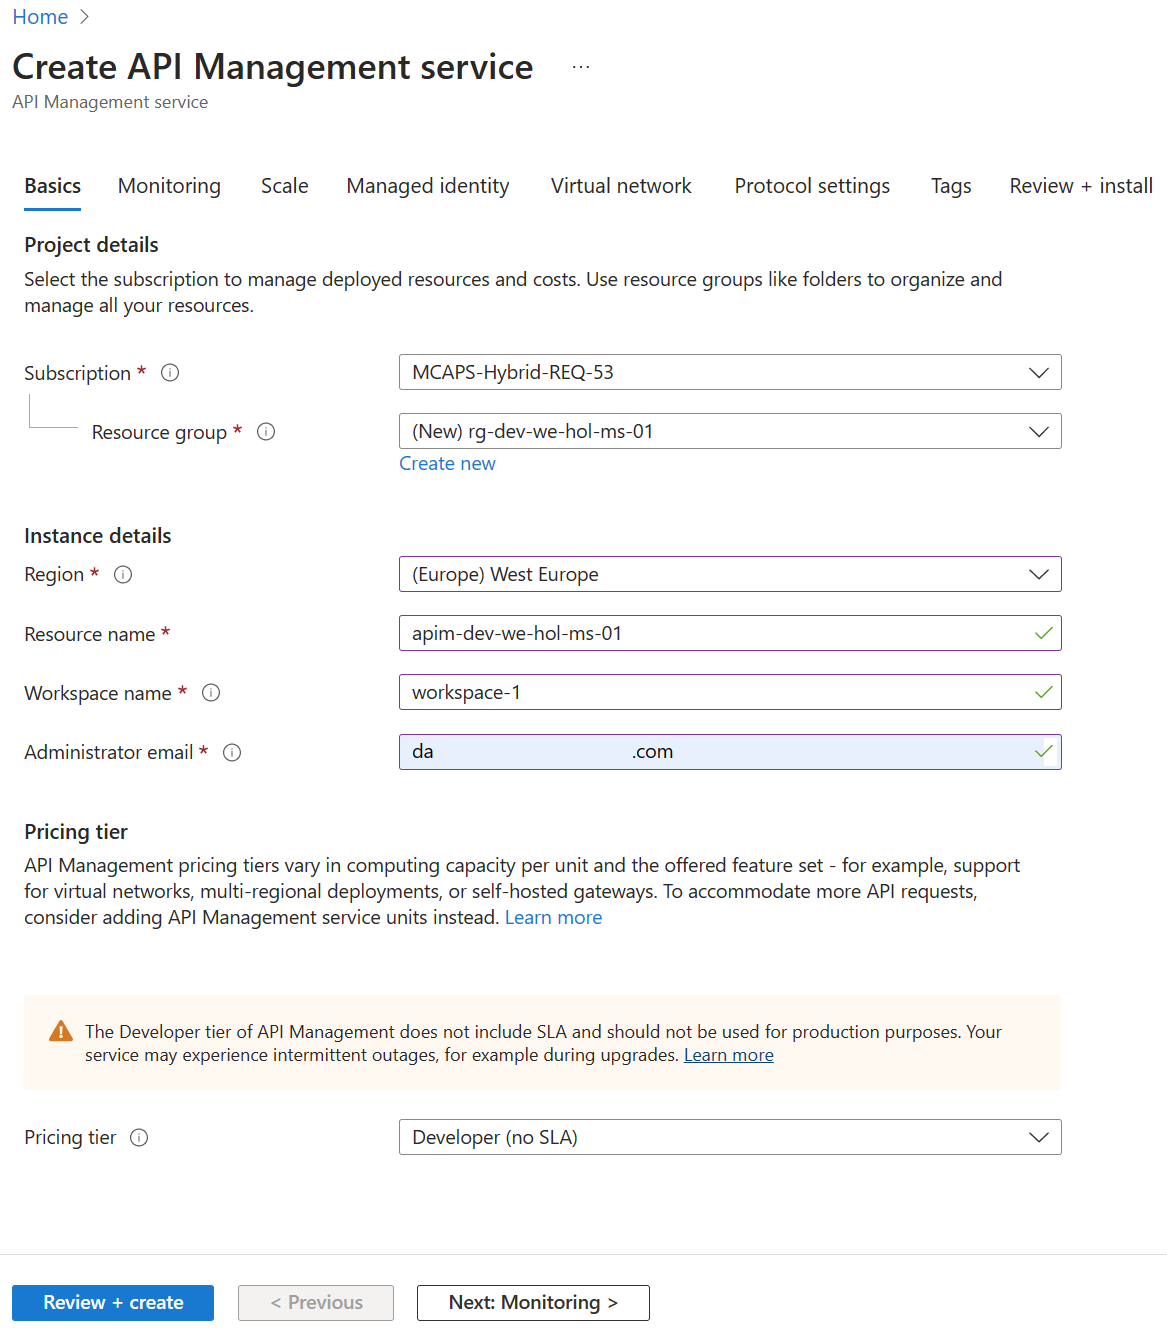 Home >
Create API Management service ...
API Management service
Basics Monitoring Scale Managed identity Virtual network Protocol settings Tags Review + install
Project details
Select the subscription to manage deployed resources and costs. Use resource groups like folders to organize and
manage all your resources.
Subscription * MCAPS-Hybrid-REQ-53
Resource group * (New) rg-dev-we-hol-ms-01
Create new
Instance details
Region * (Europe) West Europe
Resource name * apim-dev-we-hol-ms-01
Workspace name * workspace-1
Administrator email * da .com
Pricing tier
API Management pricing tiers vary in computing capacity per unit and the offered feature set - for example, support
for virtual networks, multi-regional deployments, or self-hosted gateways. To accommodate more API requests,
consider adding API Management service units instead. Learn more
The Developer tier of API Management does not include SLA and should not be used for production purposes. Your
service may experience intermittent outages, for example during upgrades. Learn more
Pricing tier Developer (no SLA)
Review + create < Previous Next: Monitoring >